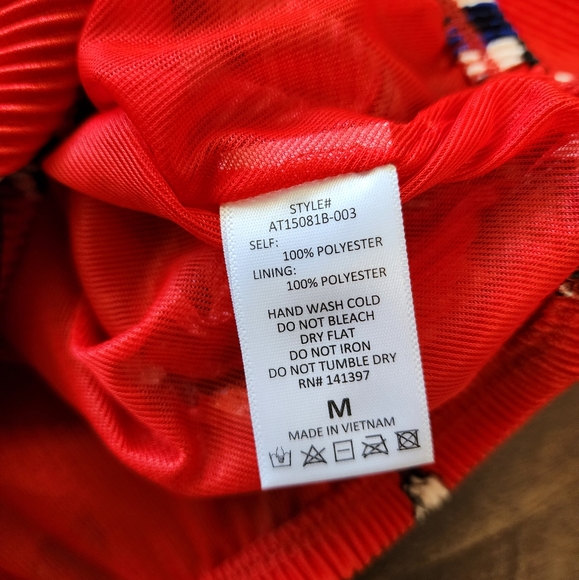 STYLE#
AT15081B-003
SELF:
100% POLYESTER
LINING:
100% POLYESTER
HAND WASH COLD
DO NOT BLEACH
DRY FLAT
DO NOT IRON
DO NOT TUMBLE DRY
RN# 141397
M
MADE IN VIETNAM